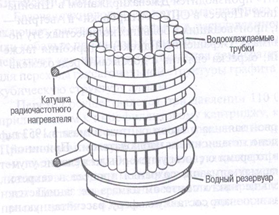 Водоохлаждаемые
трубки
Катушка
радиочастотного
нагревателя
Водный резервуар